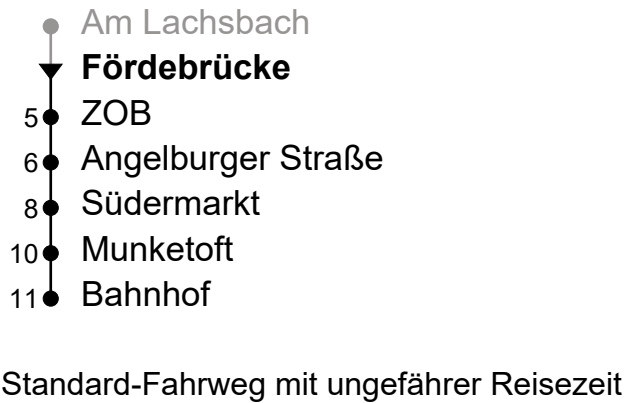 Am Lachsbach
Fördebrücke
5 ZOB
6 Angelburger Straße
8 Südermarkt
10 Munketoft
11 Bahnhof
Standard-Fahrweg mit ungefährer Reisezeit